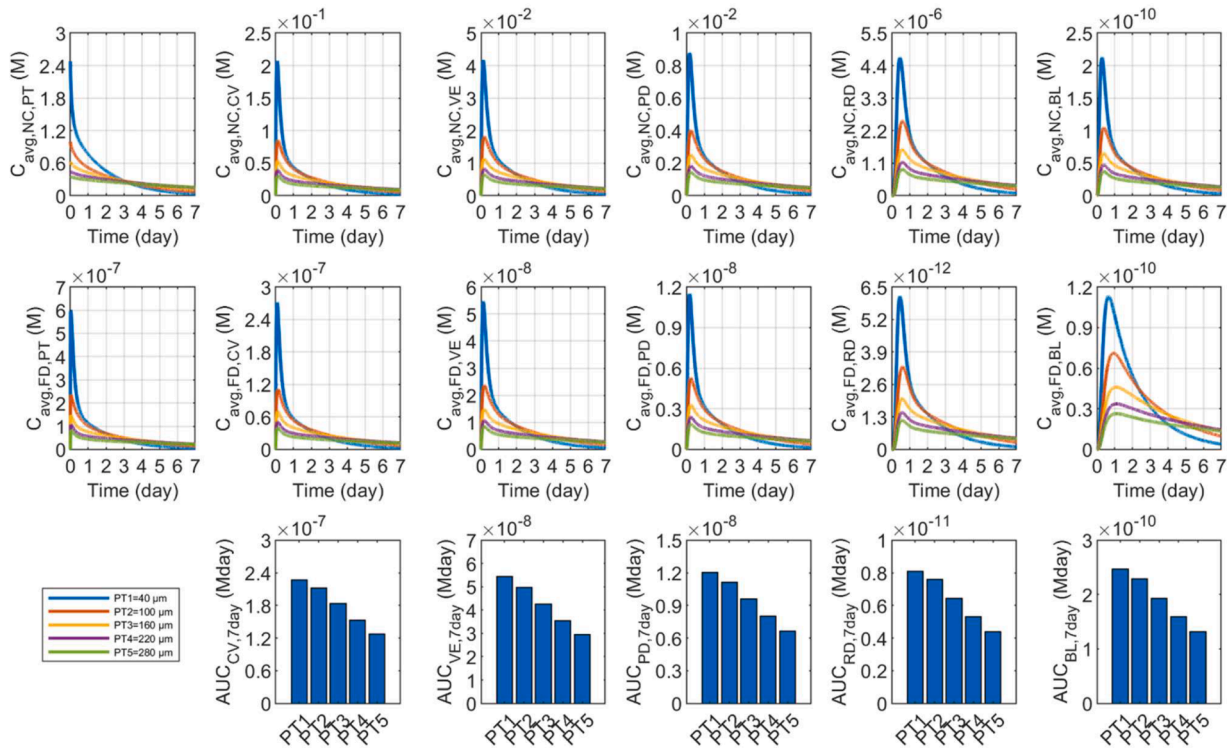 ×10⁻¹ ×10⁻² ×10⁻² ×10⁻⁶ ×10⁻¹⁰
C_avg,NC,PT (M)
3
2.4
1.8
1.2
0.6
0
0 1 2 3 4 5 6 7
Time (day)
C_avg,NC,CV (M)
2.5
2
1.5
1
0.5
0
0 1 2 3 4 5 6 7
Time (day)
C_avg,NC,VE (M)
5
4
3
2
1
0
0 1 2 3 4 5 6 7
Time (day)
C_avg,NC,PD (M)
1
0.8
0.6
0.4
0.2
0
0 1 2 3 4 5 6 7
Time (day)
C_avg,NC,RD (M)
5.5
4.4
3.3
2.2
1.1
0
0 1 2 3 4 5 6 7
Time (day)
C_avg,NC,BL (M)
2.5
2
1.5
1
0.5
0
0 1 2 3 4 5 6 7
Time (day)
×10⁻⁷ ×10⁻⁷ ×10⁻⁸ ×10⁻⁸ ×10⁻¹² ×10⁻¹⁰
C_avg,FD,PT (M)
7
6
5
4
3
2
1
0
0 1 2 3 4 5 6 7
Time (day)
C_avg,FD,CV (M)
3
2.4
1.8
1.2
0.6
0
0 1 2 3 4 5 6 7
Time (day)
C_avg,FD,VE (M)
6
5
4
3
2
1
0
0 1 2 3 4 5 6 7
Time (day)
C_avg,FD,PD (M)
1.2
0.9
0.6
0.3
0
0 1 2 3 4 5 6 7
Time (day)
C_avg,FD,RD (M)
6.5
5.2
3.9
2.6
1.3
0
0 1 2 3 4 5 6 7
Time (day)
C_avg,FD,BL (M)
1.2
0.9
0.6
0.3
0
0 1 2 3 4 5 6 7
Time (day)
PT1=40 µm
PT2=100 µm
PT3=160 µm
PT4=220 µm
PT5=280 µm
×10⁻⁷ ×10⁻⁸ ×10⁻⁸ ×10⁻¹¹ ×10⁻¹⁰
AUC_CV,7day (Mday)
3
2.4
1.8
1.2
0.6
0
PT1 PT2 PT3 PT4 PT5
AUC_VE,7day (Mday)
7
6
5
4
3
2
1
0
PT1 PT2 PT3 PT4 PT5
AUC_PD,7day (Mday)
1.5
1.2
0.9
0.6
0.3
0
PT1 PT2 PT3 PT4 PT5
AUC_RD,7day (Mday)
1
0.8
0.6
0.4
0.2
0
PT1 PT2 PT3 PT4 PT5
AUC_BL,7day (Mday)
3
2
1
0
PT1 PT2 PT3 PT4 PT5